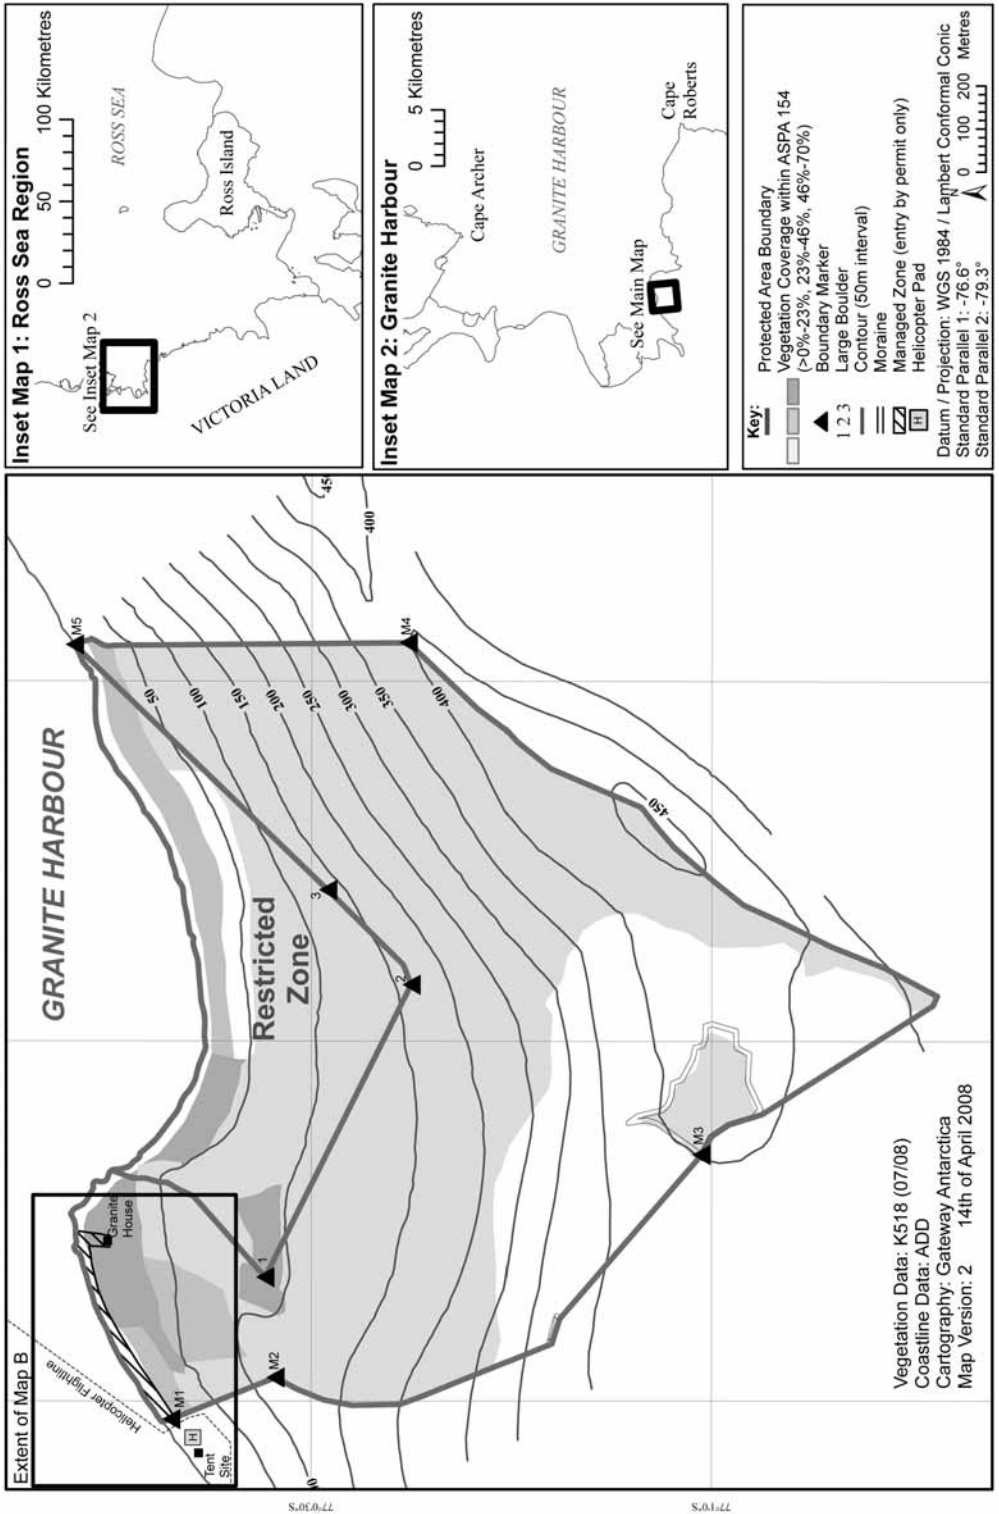 Extent of Map B
GRANITE HARBOUR
Restricted
Zone
Helicopter Flightline
Granite
House
H
Tent
Site
M1
M2
M3
M4
M5
1
2
3
50
100
150
200
250
300
350
400
450
400
45
77°0'30"S
77°1'0"S
Vegetation Data: K518 (07/08)
Coastline Data: ADD
Cartography: Gateway Antarctica
Map Version: 2 14th of April 2008
Inset Map 1: Ross Sea Region
0 50 100 Kilometres
See Inset Map 2
ROSS SEA
Ross Island
VICTORIA LAND
Inset Map 2: Granite Harbour
0 5 Kilometres
Cape Archer
GRANITE HARBOUR
See Main Map
Cape
Roberts
Key:
Protected Area Boundary
Vegetation Coverage within ASPA 154
(>0%-23%, 23%-46%, 46%-70%)
Boundary Marker
1 2 3 Large Boulder
Contour (50m interval)
Moraine
Managed Zone (entry by permit only)
H Helicopter Pad
Datum / Projection: WGS 1984 / Lambert Conformal Conic
Standard Parallel 1: -76.6°
Standard Parallel 2: -79.3°
N
0 100 200 Metres